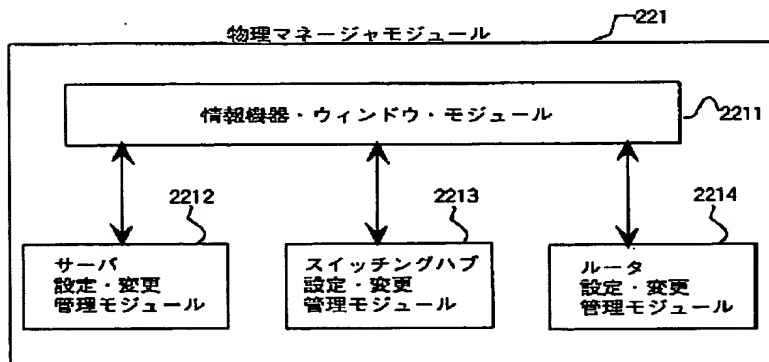 物理マネージャモジュール
221
情報機器・ウィンドウ・モジュール
2211
2212
2213
2214
サーバ
設定・変更
管理モジュール
スイッチングハブ
設定・変更
管理モジュール
ルータ
設定・変更
管理モジュール